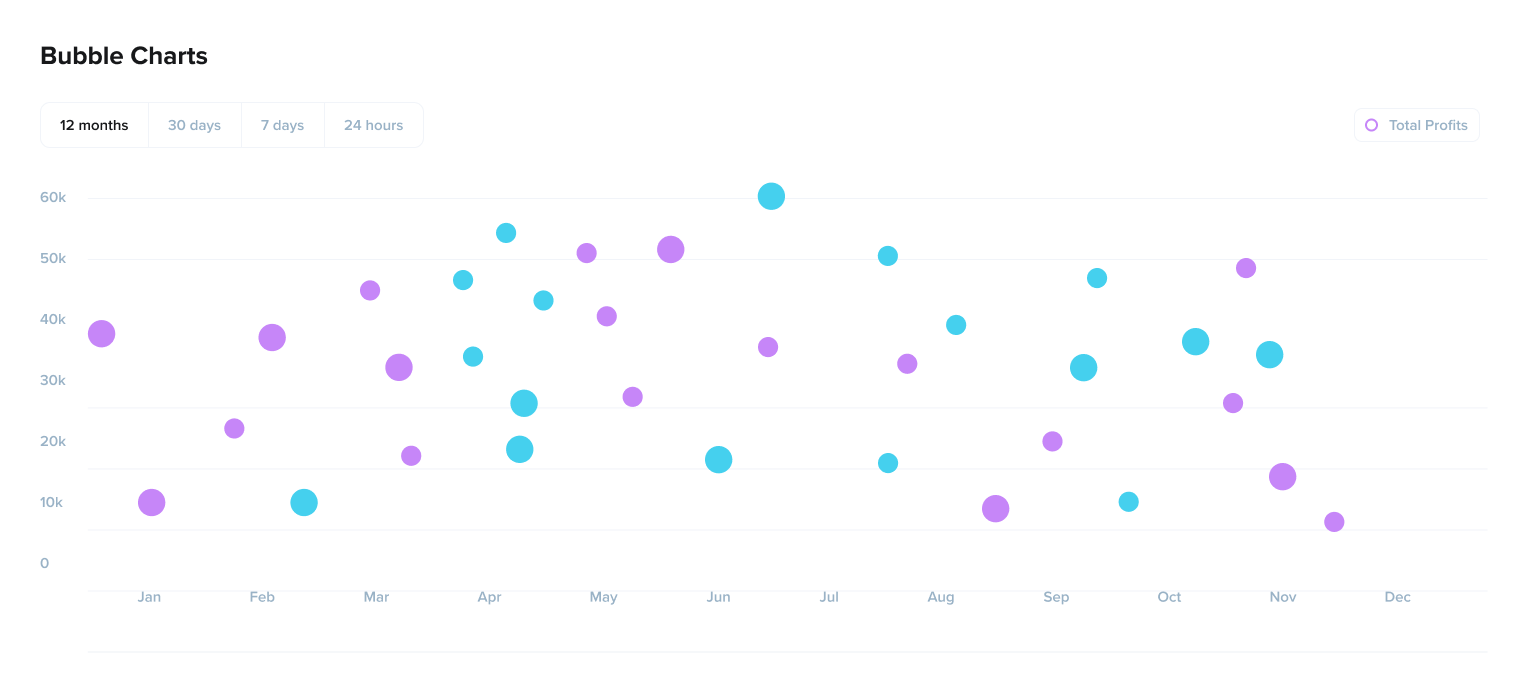 Bubble Charts
12 months 30 days 7 days 24 hours
Total Profits
60k
50k
40k
30k
20k
10k
0
Jan Feb Mar Apr May Jun Jul Aug Sep Oct Nov Dec